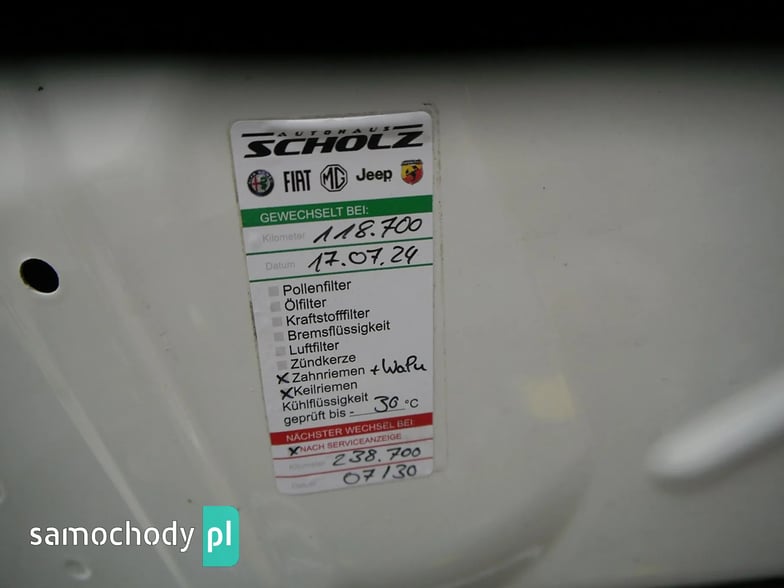 AUTOHAUS
SCHOLZ
FIAT MG Jeep
GEWECHSELT BEI:
Kilometer 118.700
Datum 17.07.24
Pollenfilter
Ölfilter
Kraftstofffilter
Bremsflüssigkeit
Luftfilter
Zündkerze
x Zahnriemen + WaPu
x Keilriemen
Kühlflüssigkeit
geprüft bis - 30 °C
NÄCHSTER WECHSEL BEI:
x NACH SERVICEANZEIGE
Kilometer 238.700
Datum 07/30
samochody pl